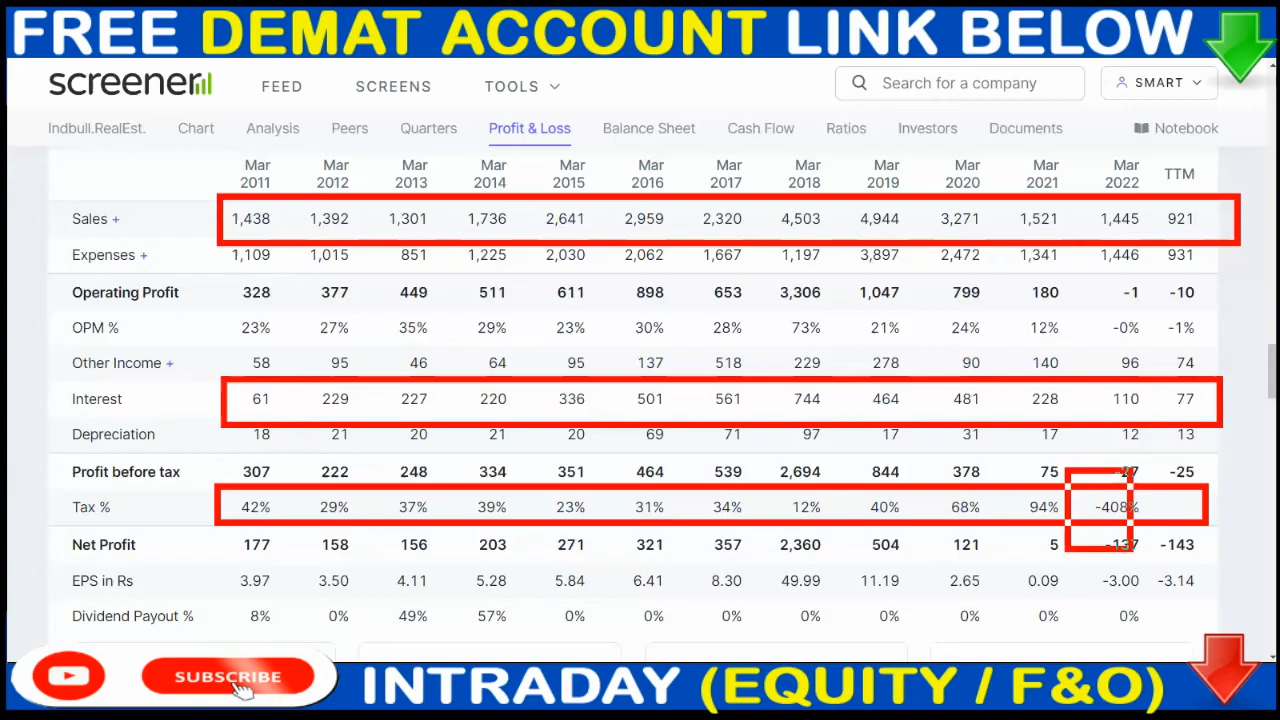 FREE DEMAT ACCOUNT LINK BELOW
screener FEED SCREENS TOOLS Search for a company SMART
Indbull.RealEst. Chart Analysis Peers Quarters Profit & Loss Balance Sheet Cash Flow Ratios Investors Documents Notebook
Mar Mar Mar Mar Mar Mar Mar Mar Mar Mar Mar Mar TTM
2011 2012 2013 2014 2015 2016 2017 2018 2019 2020 2021 2022
Sales + 1,438 1,392 1,301 1,736 2,641 2,959 2,320 4,503 4,944 3,271 1,521 1,445 921
Expenses + 1,109 1,015 851 1,225 2,030 2,062 1,667 1,197 3,897 2,472 1,341 1,446 931
Operating Profit 328 377 449 511 611 898 653 3,306 1,047 799 180 -1 -10
OPM % 23% 27% 35% 29% 23% 30% 28% 73% 21% 24% 12% -0% -1%
Other Income + 58 95 46 64 95 137 518 229 278 90 140 96 74
Interest 61 229 227 220 336 501 561 744 464 481 228 110 77
Depreciation 18 21 20 21 20 69 71 97 17 31 17 12 13
Profit before tax 307 222 248 334 351 464 539 2,694 844 378 75 -27 -25
Tax % 42% 29% 37% 39% 23% 31% 34% 12% 40% 68% 94% -408%
Net Profit 177 158 156 203 271 321 357 2,360 504 121 5 -137 -143
EPS in Rs 3.97 3.50 4.11 5.28 5.84 6.41 8.30 49.99 11.19 2.65 0.09 -3.00 -3.14
Dividend Payout % 8% 0% 49% 57% 0% 0% 0% 0% 0% 0% 0% 0%
SUBSCRIBE INTRADAY (EQUITY / F&O)